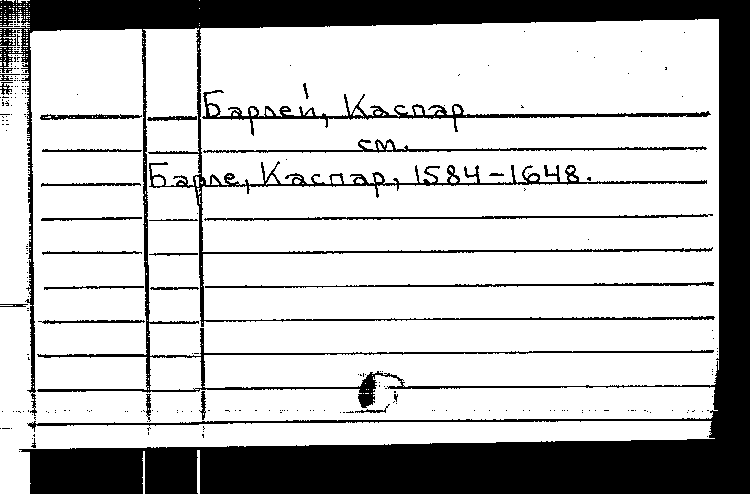 Барлей, Каспар
см.
Барле, Каспар, 1584-1648.